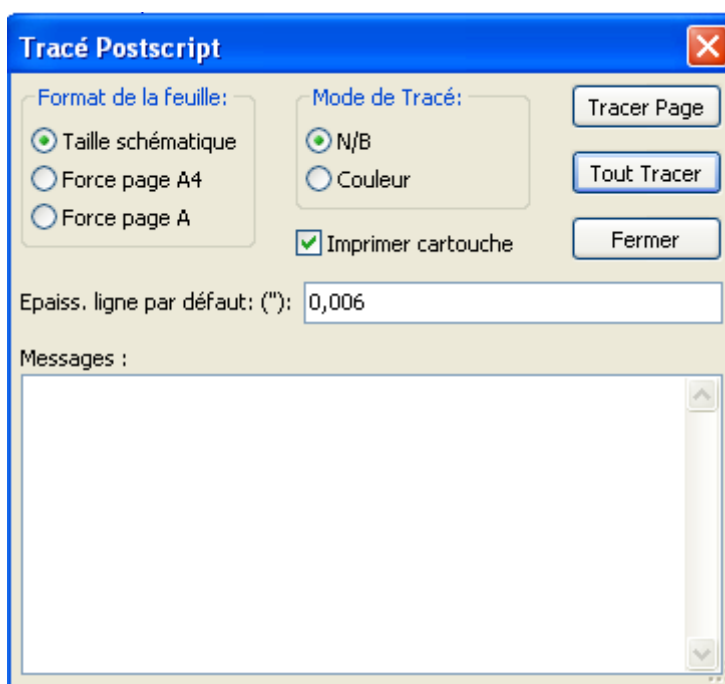 Tracé Postscript
Format de la feuille:
Taille schématique
Force page A4
Force page A
Mode de Tracé:
N/B
Couleur
Imprimer cartouche
Tracer Page
Tout Tracer
Fermer
Epaiss. ligne par défaut: ("): 0,006
Messages :